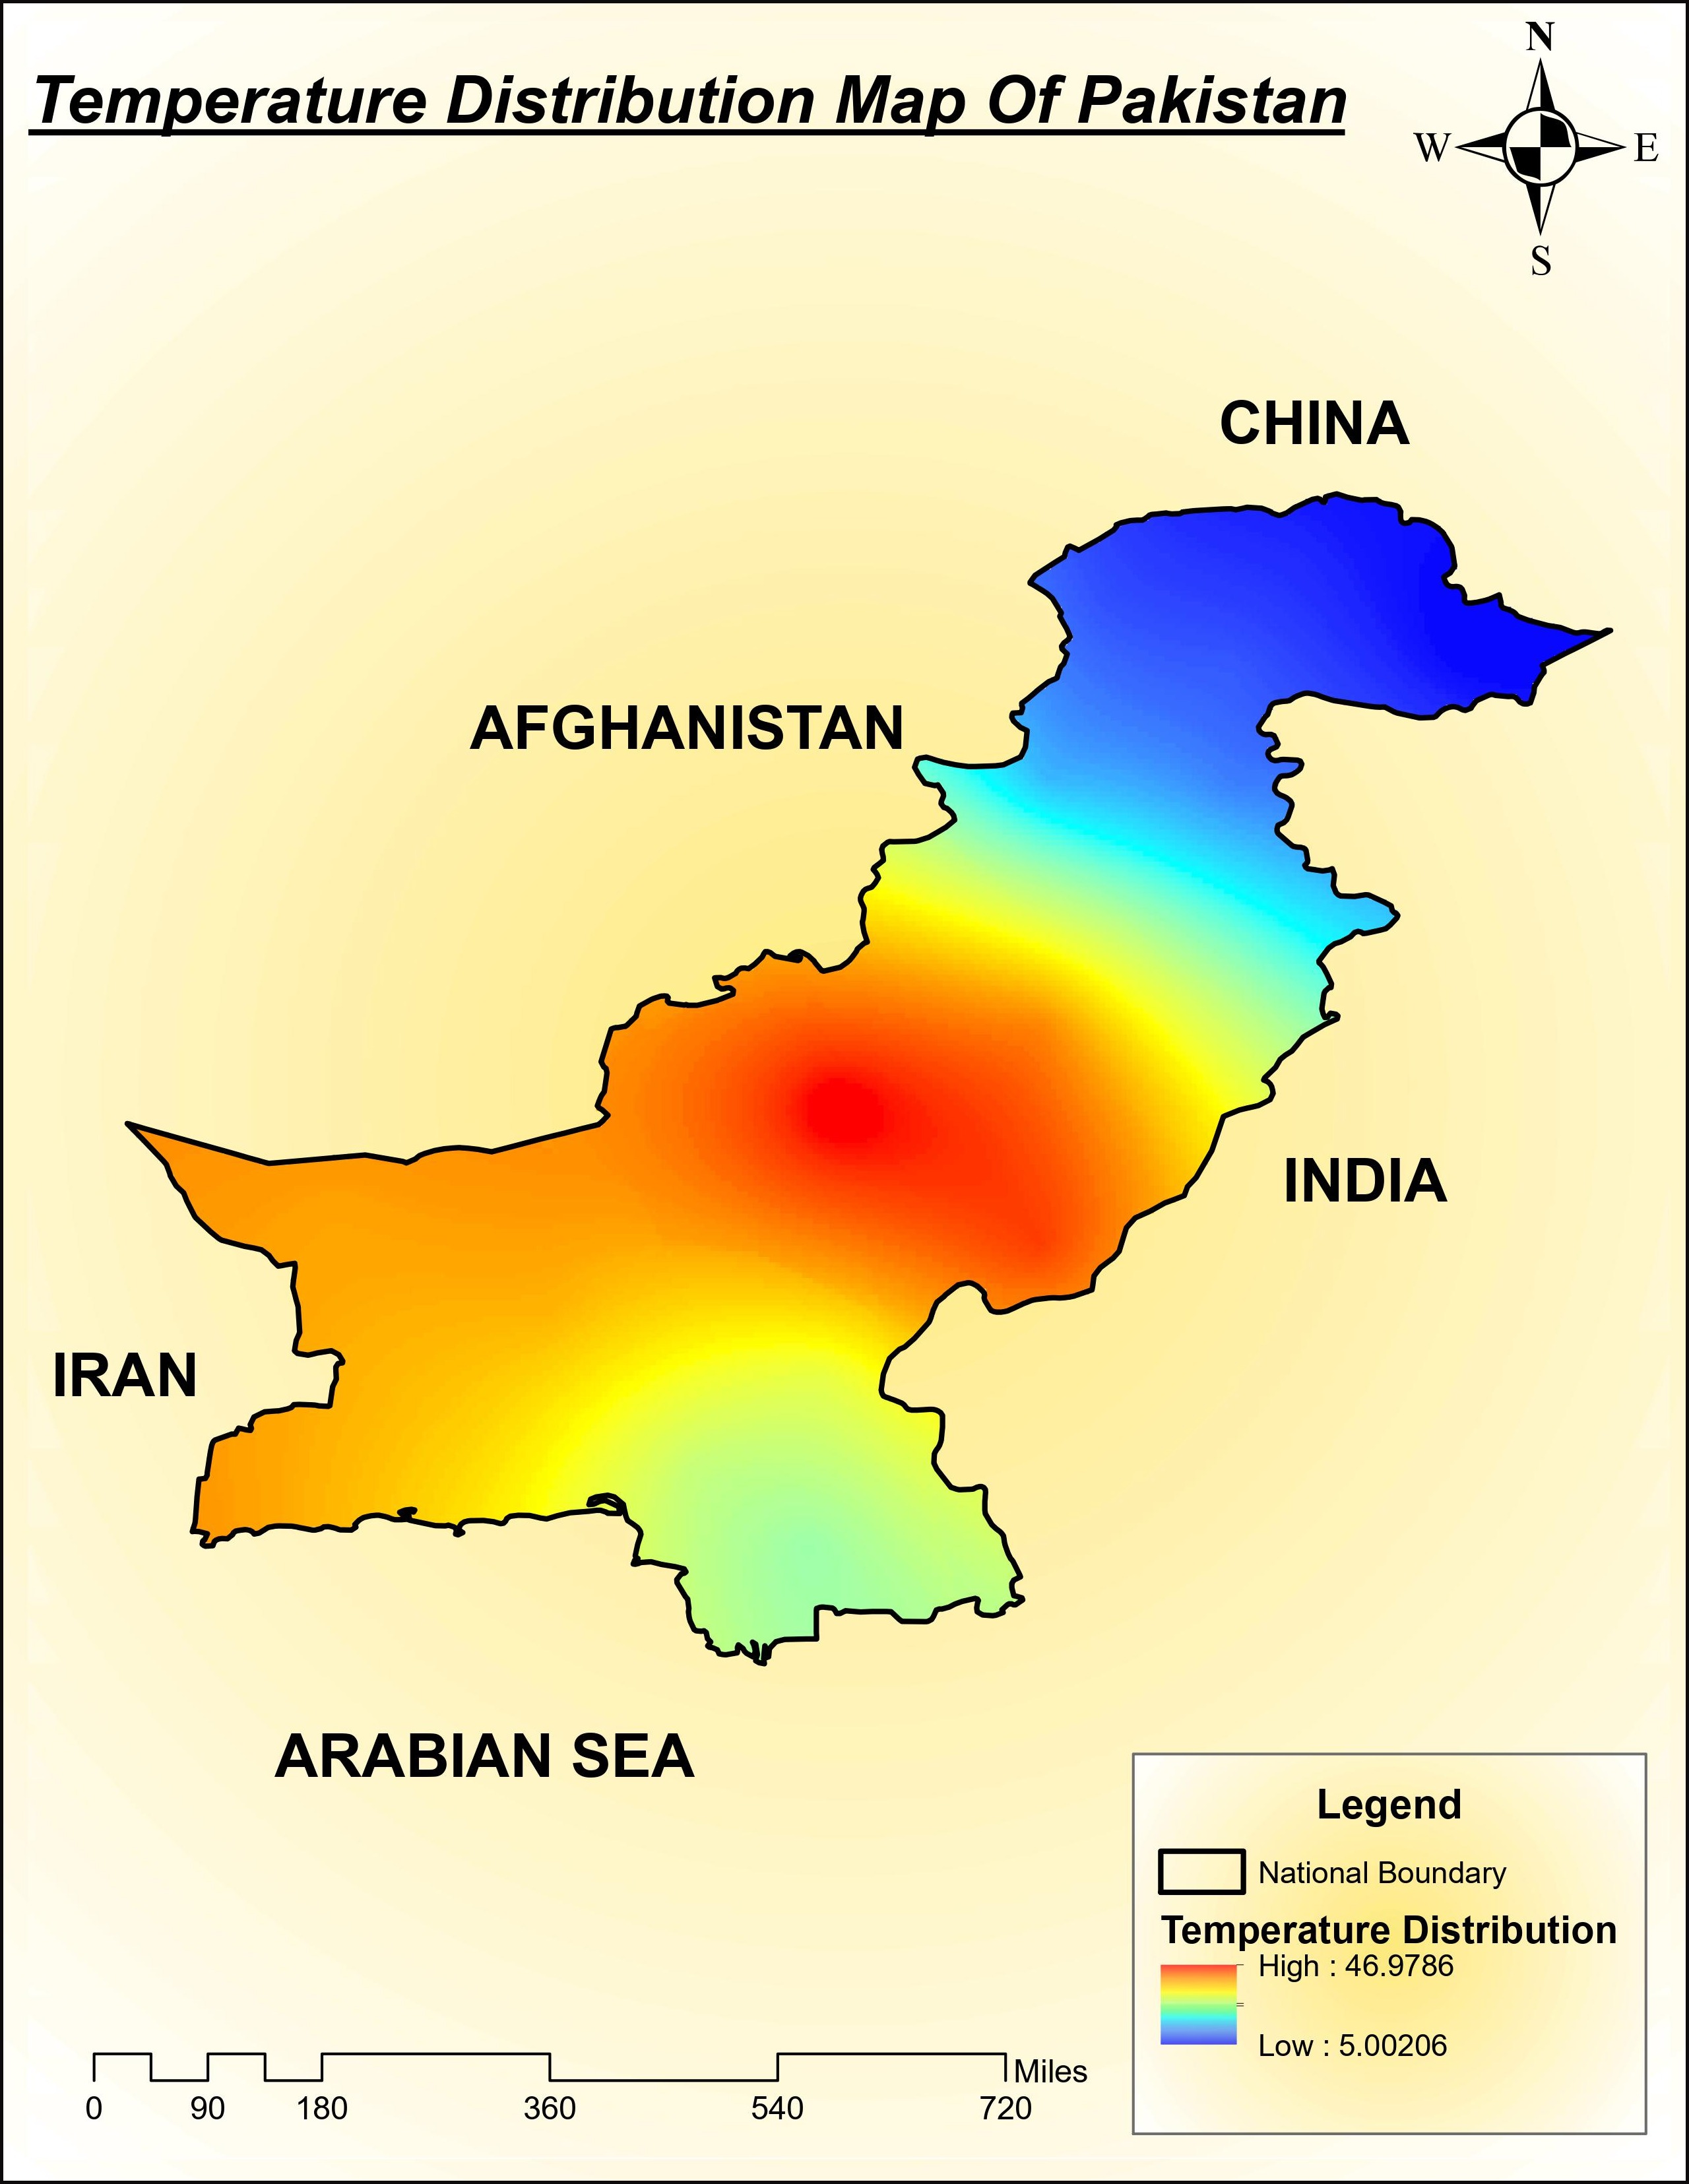 Temperature Distribution Map Of Pakistan
N
W
E
S
CHINA
AFGHANISTAN
INDIA
IRAN
ARABIAN SEA
Legend
National Boundary
Temperature Distribution
High : 46.9786
Low : 5.00206
Miles
0 90 180 360 540 720